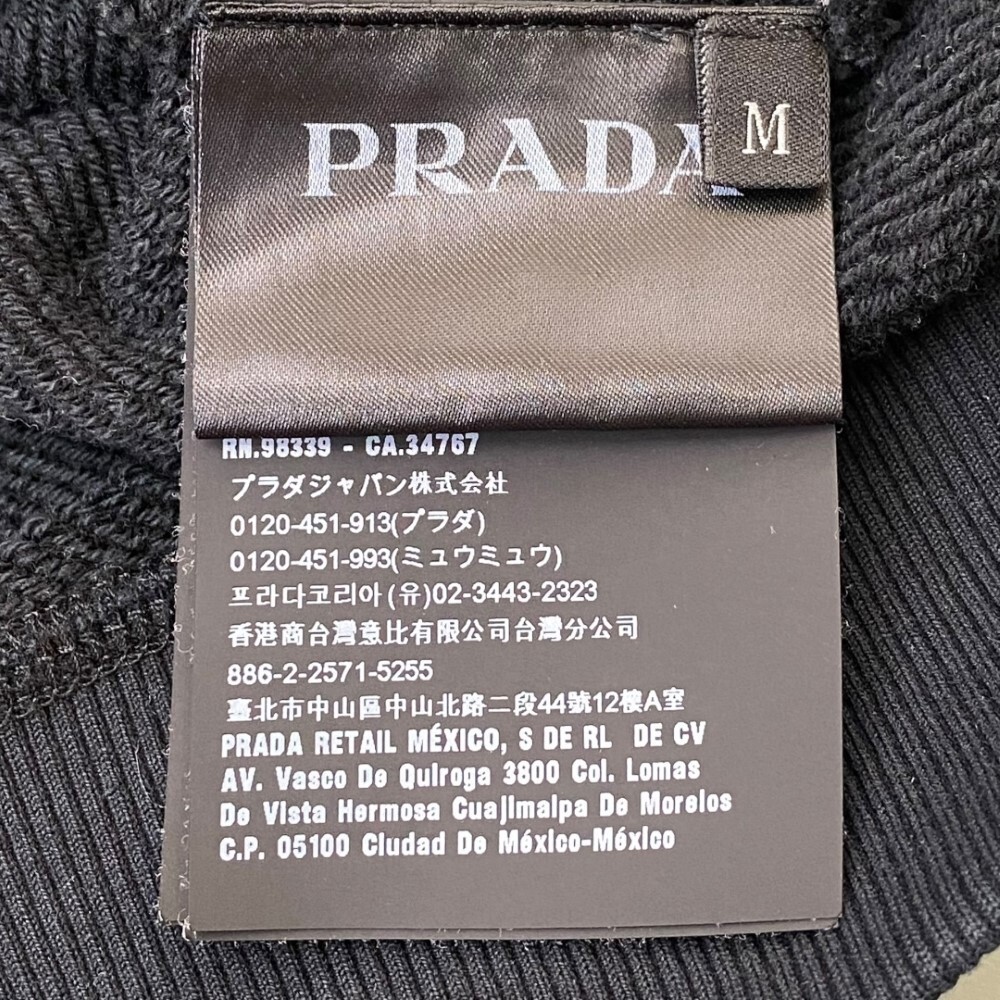 PRADA
M
RN.98339 - CA.34767
プラダジャパン株式会社
0120-451-913(プラダ)
0120-451-993(ミュウミュウ)
프라다코리아(유)02-3443-2323
香港商台灣意比有限公司台灣分公司
886-2-2571-5255
臺北市中山區中山北路二段44號12樓A室
PRADA RETAIL MÉXICO, S DE RL DE CV
AV. Vasco De Quiroga 3800 Col. Lomas
De Vista Hermosa Cuajimalpa De Morelos
C.P. 05100 Ciudad De México-México